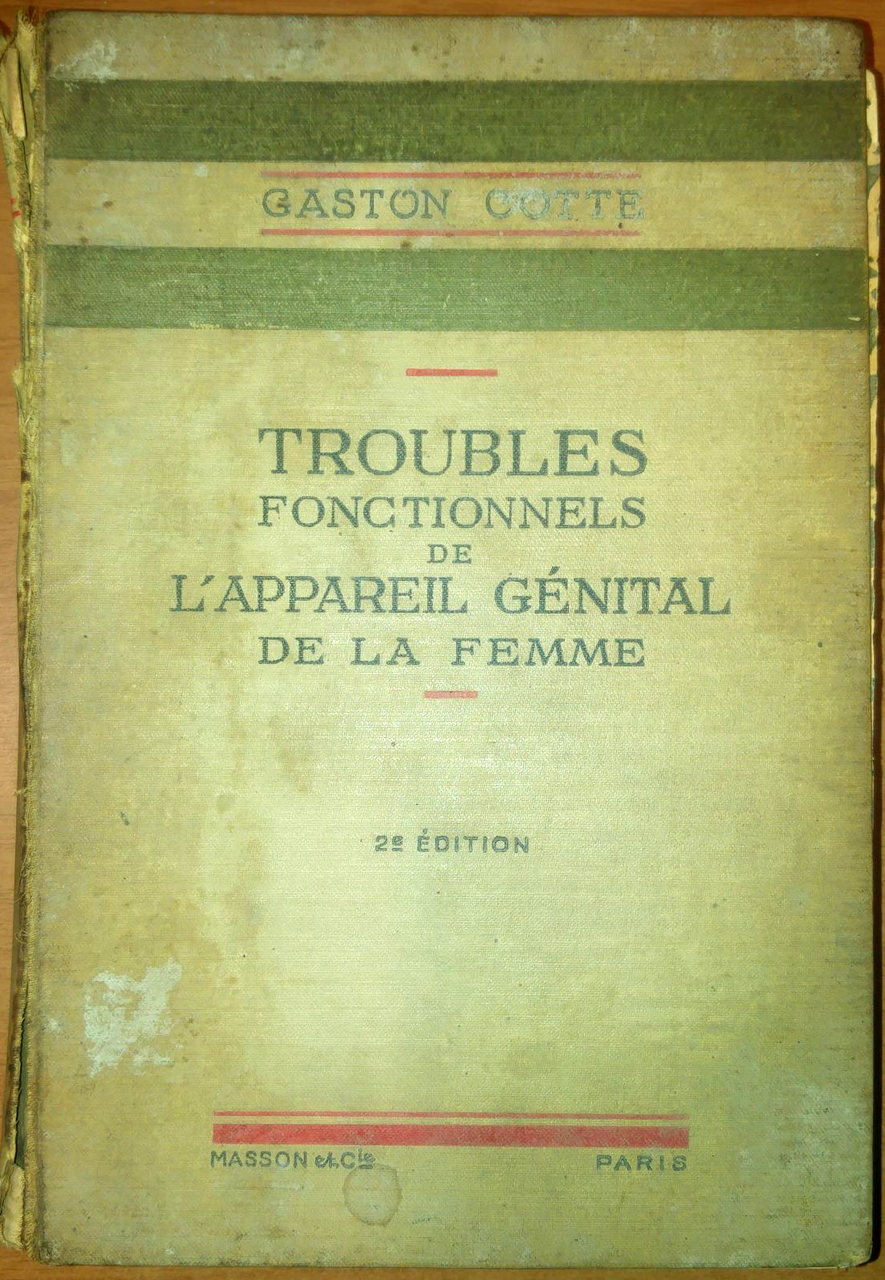 GASTON COTTE
TROUBLES
FONCTIONNELS
DE
L'APPAREIL GÉNITAL
DE LA FEMME
2e ÉDITION
MASSON et Cie PARIS